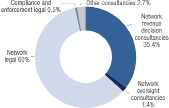 Compliance and
enforcement legal 0.5%
Other consultancies 2.7%
Network
revenue
decision
consultancies
35.4%
Network
legal 60%
Network
oversight
consultancies
1.4%